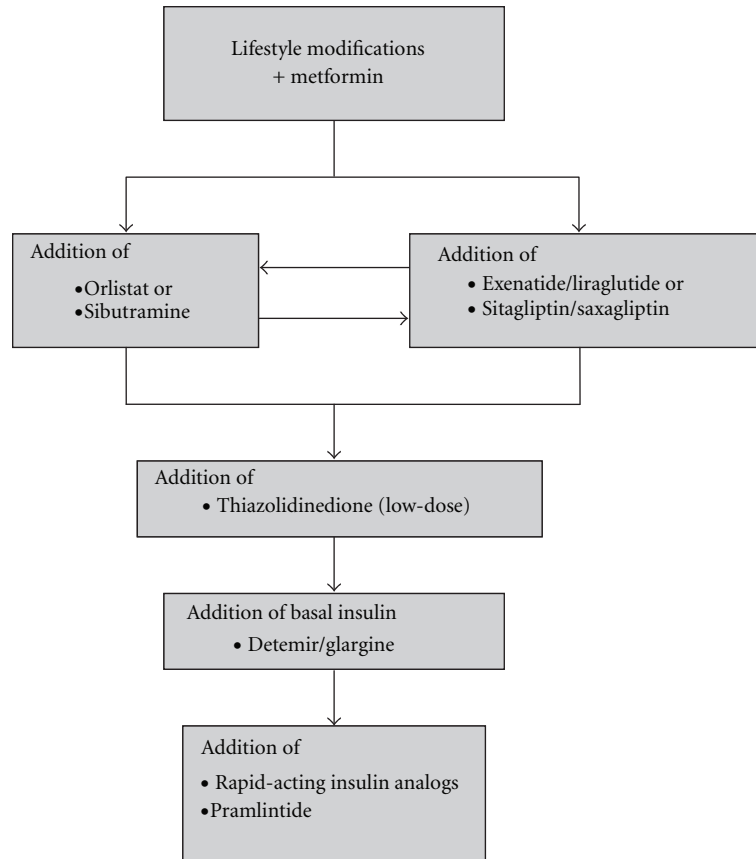 Lifestyle modifications
+ metformin
Addition of
•Orlistat or
•Sibutramine
Addition of
• Exenatide/liraglutide or
• Sitagliptin/saxagliptin
Addition of
• Thiazolidinedione (low-dose)
Addition of basal insulin
• Detemir/glargine
Addition of
• Rapid-acting insulin analogs
•Pramlintide